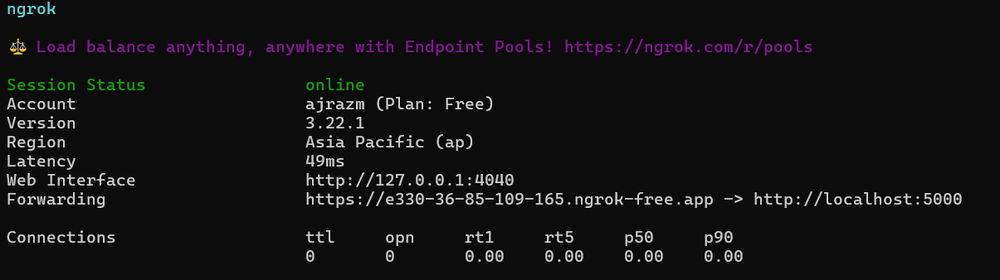 ngrok
⚖️ Load balance anything, anywhere with Endpoint Pools! https://ngrok.com/r/pools
Session Status online
Account ajrazm (Plan: Free)
Version 3.22.1
Region Asia Pacific (ap)
Latency 49ms
Web Interface http://127.0.0.1:4040
Forwarding https://e330-36-85-109-165.ngrok-free.app -> http://localhost:5000
Connections ttl opn rt1 rt5 p50 p90
0 0 0.00 0.00 0.00 0.00